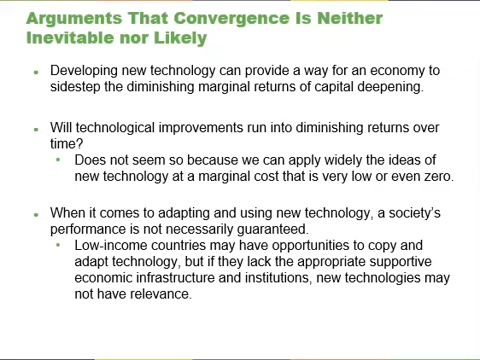 Arguments That Convergence Is Neither
Inevitable nor Likely
▪ Developing new technology can provide a way for an economy to
sidestep the diminishing marginal returns of capital deepening.
▪ Will technological improvements run into diminishing returns over
time?
• Does not seem so because we can apply widely the ideas of
new technology at a marginal cost that is very low or even zero.
▪ When it comes to adapting and using new technology, a society's
performance is not necessarily guaranteed.
• Low-income countries may have opportunities to copy and
adapt technology, but if they lack the appropriate supportive
economic infrastructure and institutions, new technologies may
not have relevance.